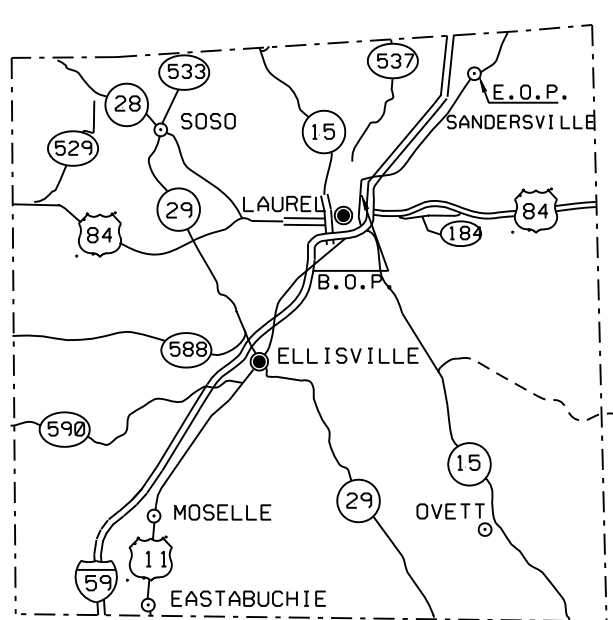 533
537
28
E.O.P.
SOSO
15
SANDERSVILLE
529
LAUREL
29
84
84
184
B.O.P.
588
ELLISVILLE
590
15
29
OVETT
MOSELLE
11
59
EASTABUCHIE